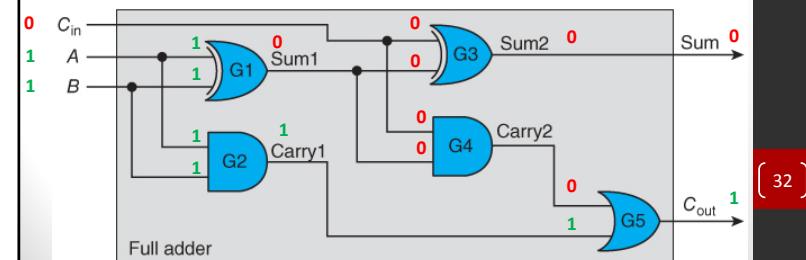 0 Cin 0 0 Sum2 0 Sum 0
1 A 1 G1 Sum1 0 G3
1 B 1
1 1 0 Carry2
1 G2 Carry1 0 G4
0 Cout 1
1 G5
Full adder
32